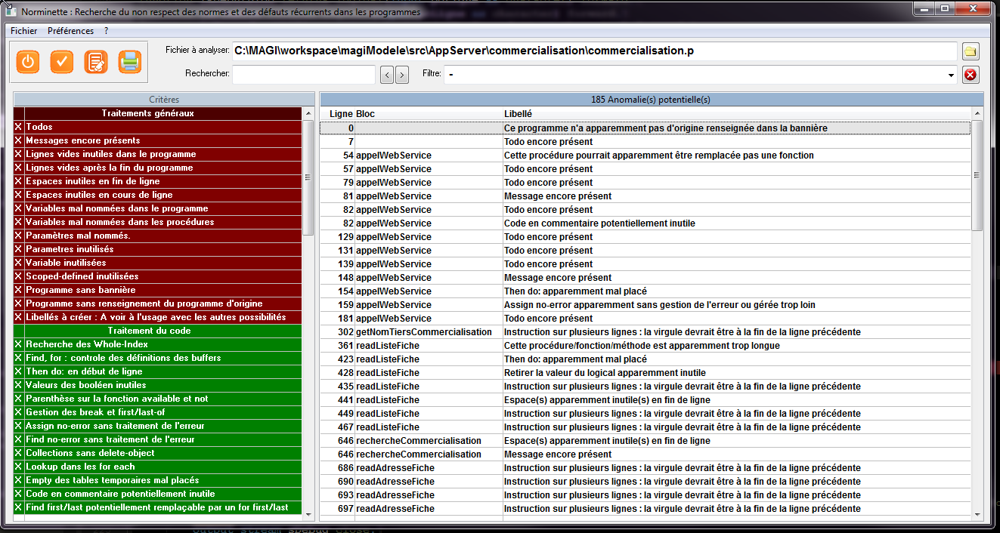 Norminette : Recherche du non respect des normes et des défauts récurrents dans les programmes
Fichier Préférences ?
Fichier à analyser: C:\MAGI\workspace\magiModele\src\AppServer\commercialisation\commercialisation.p
Rechercher: < > Filtre: -
Critères
Traitements généraux
X Todos
X Messages encore présents
X Lignes vides inutiles dans le programme
X Lignes vides après la fin du programme
X Espaces inutiles en fin de ligne
X Espaces inutiles en cours de ligne
X Variables mal nommées dans le programme
X Variables mal nommées dans les procédures
X Paramètres mal nommés.
X Parametres inutilisés
X Variable inutilisées
X Scoped-defined inutilisées
X Programme sans bannière
X Programme sans renseignement du programme d'origine
X Libellés à créer : A voir à l'usage avec les autres possibilités
Traitement du code
X Recherche des Whole-Index
X Find, for : controle des définitions des buffers
X Then do: en début de ligne
X Valeurs des booléen inutiles
X Parenthèse sur la fonction available et not
X Gestion des break et first/last-of
X Assign no-error sans traitement de l'erreur
X Find no-error sans traitement de l'erreur
X Collections sans delete-object
X Lookup dans les for each
X Empty des tables temporaires mal placés
X Code en commentaire potentiellement inutile
X Find first/last potentiellement remplaçable par un for first/last
185 Anomalie(s) potentielle(s)
Ligne Bloc Libellé
0 Ce programme n'a apparemment pas d'origine renseignée dans la bannière
7 Todo encore présent
54 appelWebService Cette procédure pourrait apparemment être remplacée pas une fonction
57 appelWebService Todo encore présent
79 appelWebService Todo encore présent
81 appelWebService Message encore présent
82 appelWebService Todo encore présent
82 appelWebService Code en commentaire potentiellement inutile
129 appelWebService Todo encore présent
131 appelWebService Todo encore présent
139 appelWebService Todo encore présent
148 appelWebService Message encore présent
154 appelWebService Then do: apparemment mal placé
159 appelWebService Assign no-error apparemment sans gestion de l'erreur ou gérée trop loin
181 appelWebService Todo encore présent
302 getNomTiersCommercialisation Instruction sur plusieurs lignes : la virgule devrait être à la fin de la ligne précédente
361 readListeFiche Cette procédure/fonction/méthode est apparemment trop longue
423 readListeFiche Then do: apparemment mal placé
428 readListeFiche Retirer la valeur du logical apparemment inutile
435 readListeFiche Instruction sur plusieurs lignes : la virgule devrait être à la fin de la ligne précédente
441 readListeFiche Espace(s) apparemment inutile(s) en fin de ligne
449 readListeFiche Instruction sur plusieurs lignes : la virgule devrait être à la fin de la ligne précédente
467 readListeFiche Instruction sur plusieurs lignes : la virgule devrait être à la fin de la ligne précédente
646 rechercheCommercialisation Espace(s) apparemment inutile(s) en fin de ligne
646 rechercheCommercialisation Message encore présent
686 readAdresseFiche Instruction sur plusieurs lignes : la virgule devrait être à la fin de la ligne précédente
690 readAdresseFiche Instruction sur plusieurs lignes : la virgule devrait être à la fin de la ligne précédente
693 readAdresseFiche Instruction sur plusieurs lignes : la virgule devrait être à la fin de la ligne précédente
697 readAdresseFiche Instruction sur plusieurs lignes : la virgule devrait être à la fin de la ligne précédente